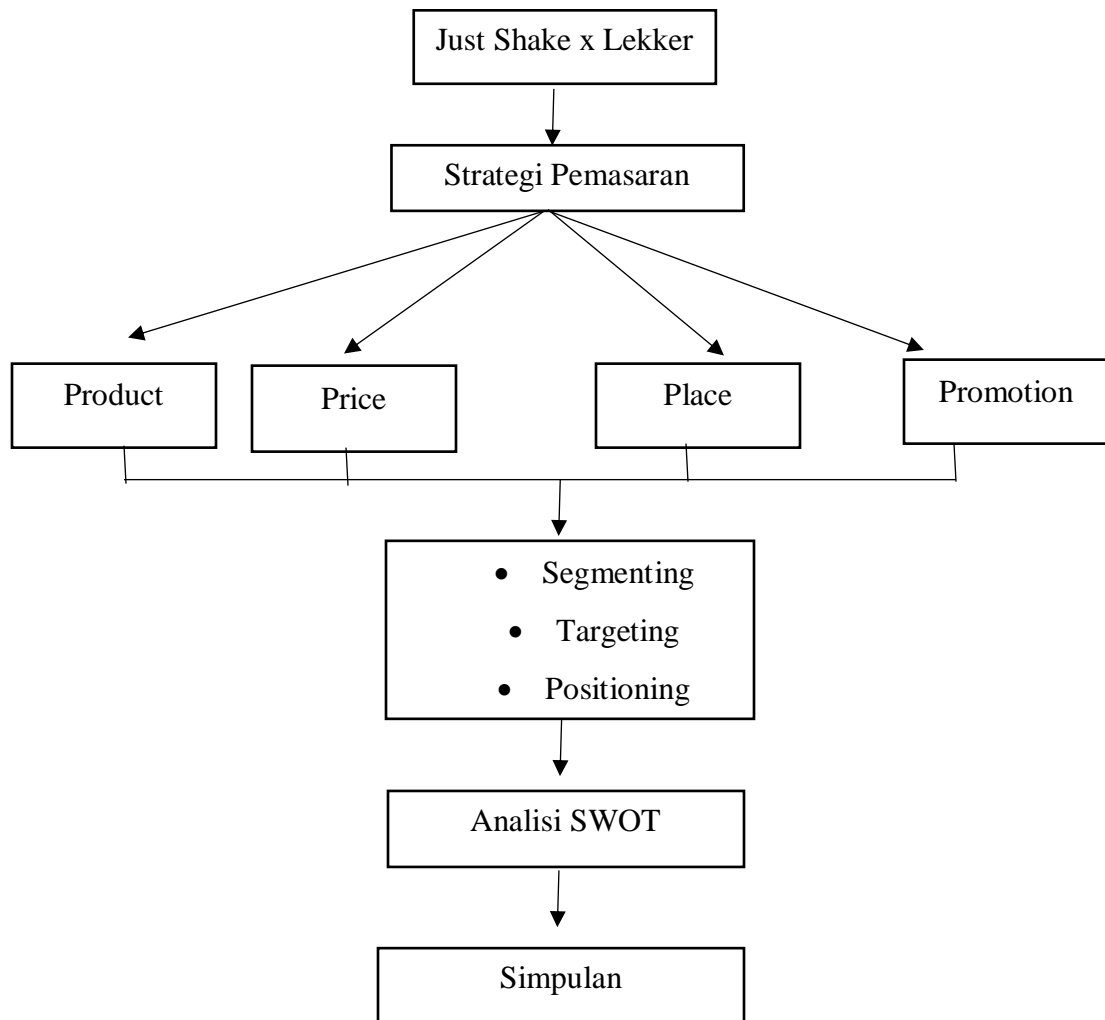 Just Shake x Lekker
Strategi Pemasaran
Product
Price
Place
Promotion
• Segmenting
• Targeting
• Positioning
Analisi SWOT
Simpulan